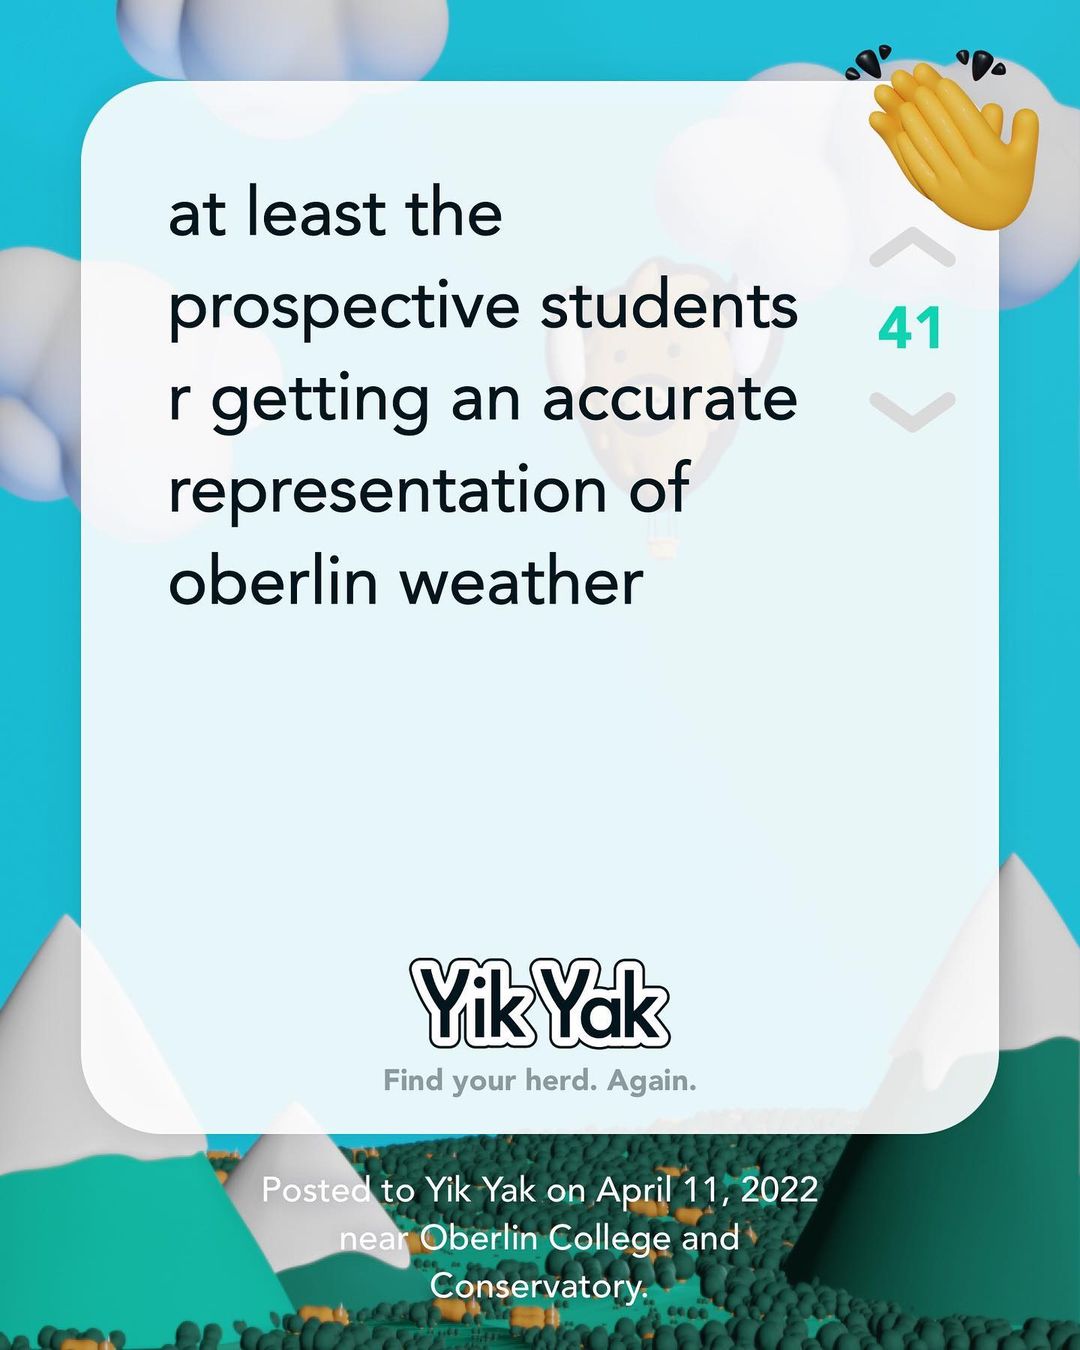 at least the
prospective students
r getting an accurate
representation of
oberlin weather
41
Yik Yak
Find your herd. Again.
Posted to Yik Yak on April 11, 2022
near Oberlin College and
Conservatory.